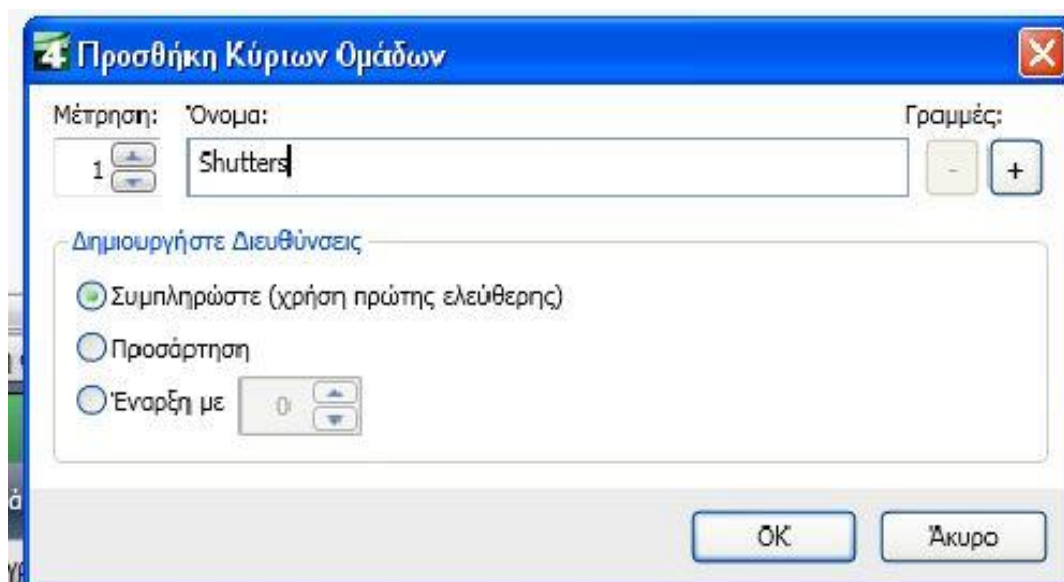 4 Προσθήκη Κύριων Ομάδων
Μέτρηση: Όνομα: Γραμμές:
1 Shutters - +
Δημιουργήστε Διευθύνσεις
Συμπληρώστε (χρήση πρώτης ελεύθερης)
Προσάρτηση
Έναρξη με 0
OK Άκυρο